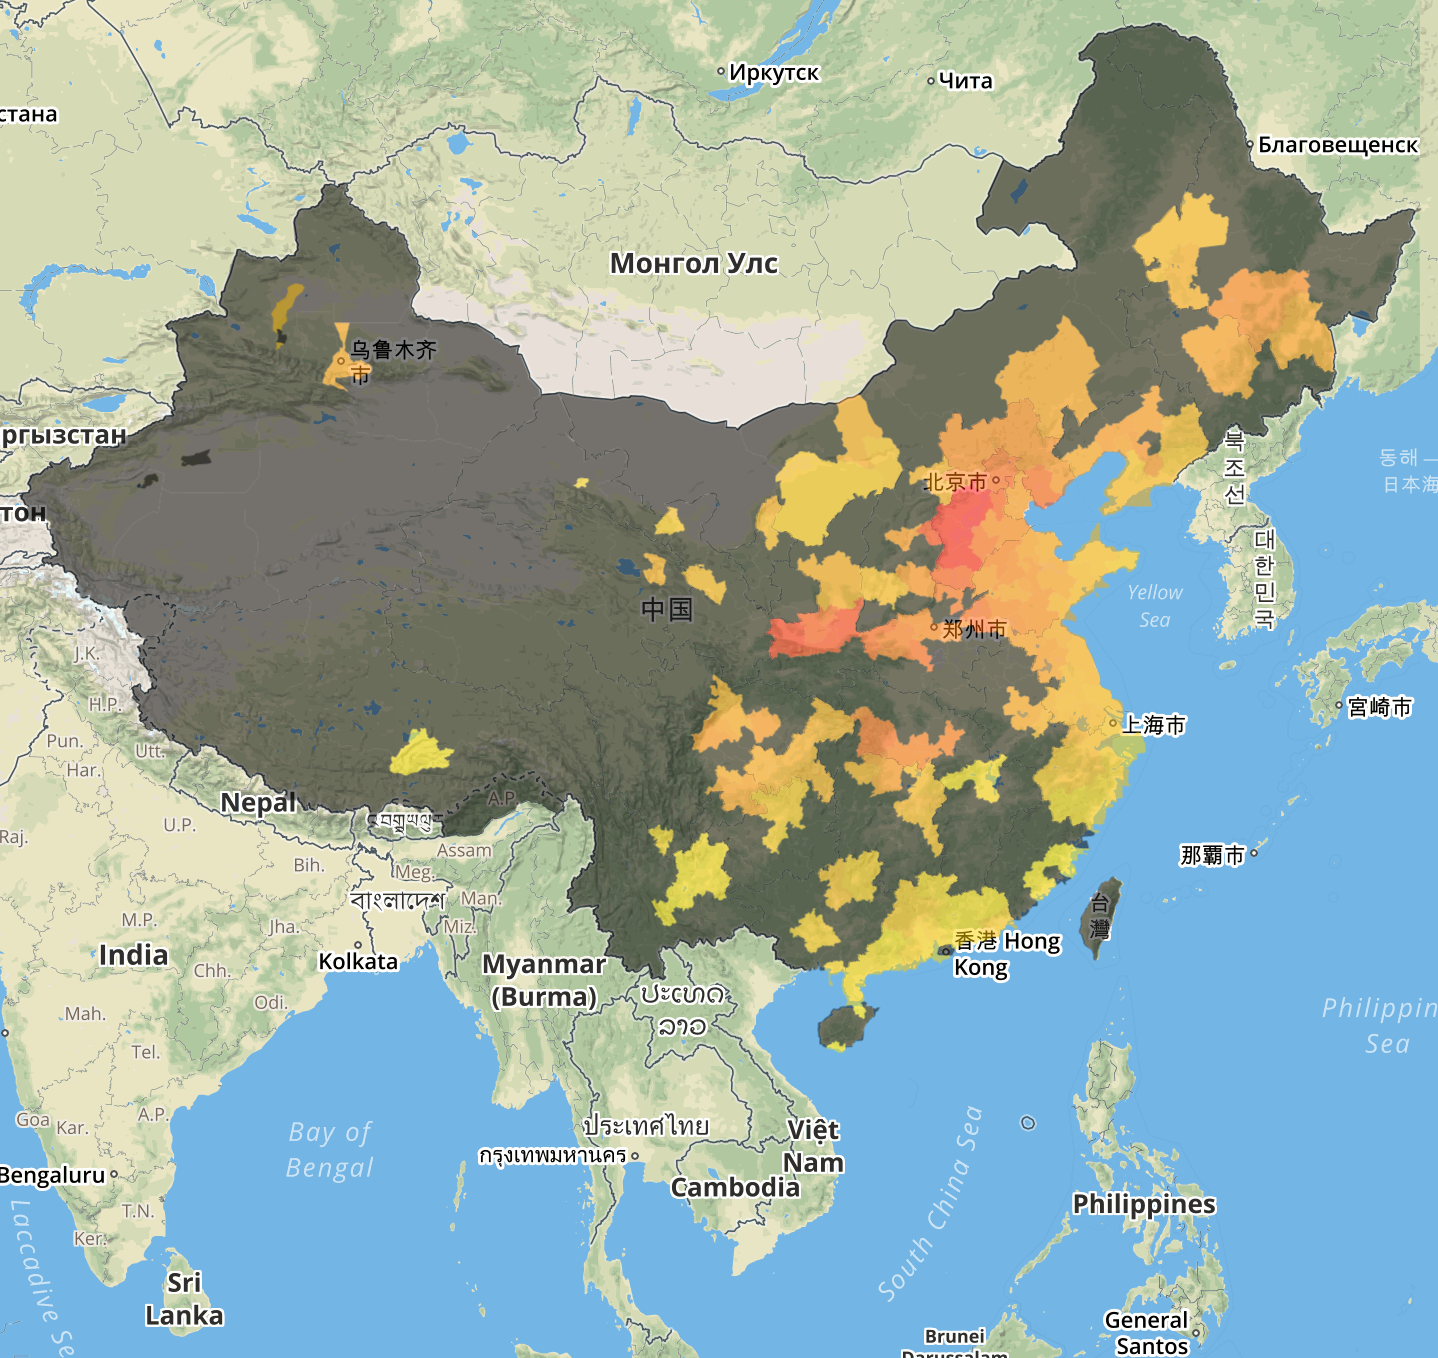 Иркутск
Чита
стана
Благовещенск
Монгол Улс
乌鲁木齐
市
ргызстан
북
조
선
동해 —
日本海
北京市
тон
대
한
민
국
Yellow
Sea
中国
郑州市
J.K.
H.P.
宮崎市
上海市
Pun.
Utt.
Har.
Nepal
A.P.
འབྲུག་ཡུལ་
U.P.
Raj.
Assam
那覇市
Bih.
Meg.
বাংলাদেশ
Man.
台
灣
M.P.
Jha.
Miz.
India
Kolkata
香港 Hong
Kong
Chh.
Myanmar
(Burma)
ປະເທດ
ລາວ
Odi.
Mah.
Philippin
Sea
Tel.
Goa
Kar.
A.P.
Bay of
Bengal
ประเทศไทย
Việt
Nam
กรุงเทพมหานคร
Bengaluru
Cambodia
T.N.
Philippines
Ker.
South China Sea
Laccadive Se
Sri
Lanka
General
Santos
Brunei
Darussalam